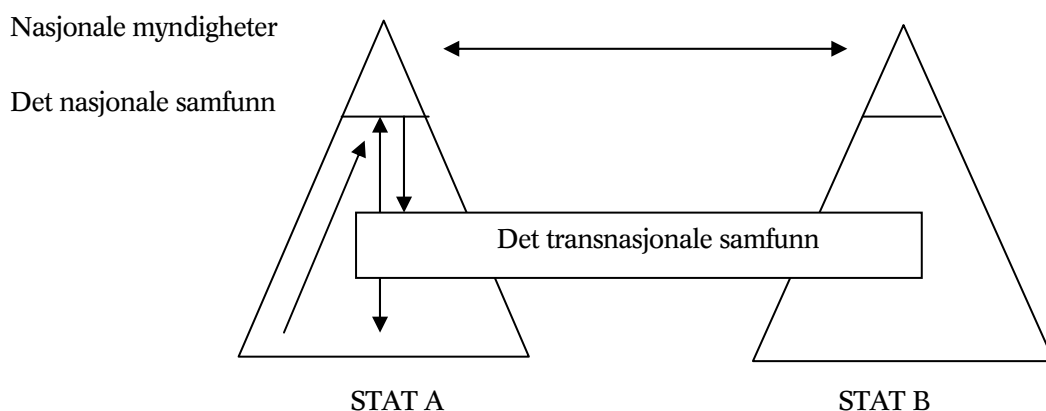 Nasjonale myndigheter
Det nasjonale samfunn
Det transnasjonale samfunn
STAT A
STAT B